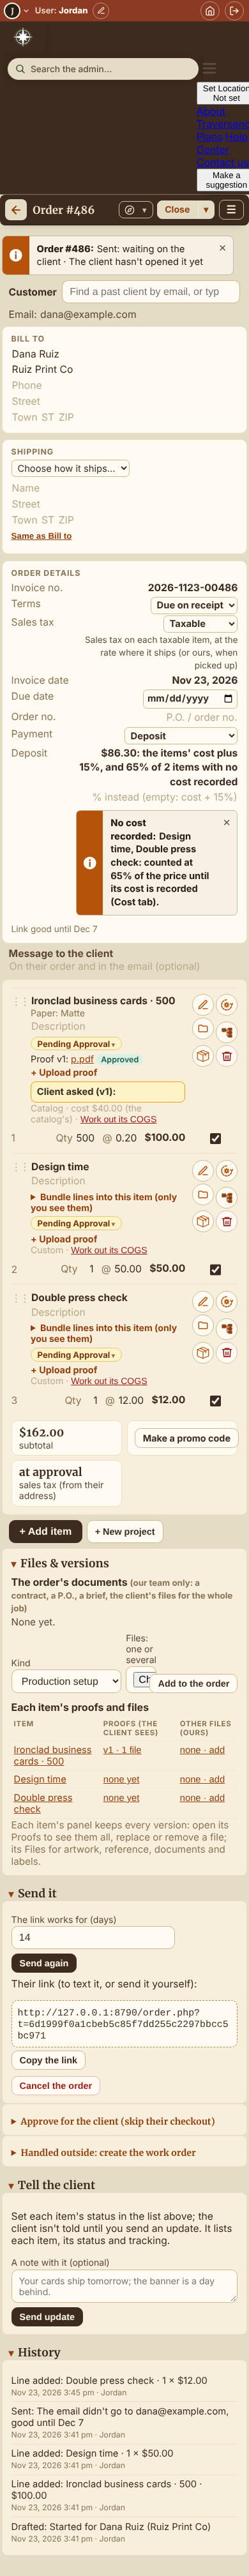 J
User: Jordan
Search the admin...
Set Location
Not set
About
Plans Help
Center
Contact us
Make a
suggestion
Order #486
Close
Order #486: Sent: waiting on the
client · The client hasn't opened it yet
Customer
Find a past client by email, or typ
Email: dana@example.com
BILL TO
Dana Ruiz
Ruiz Print Co
Phone
Street
Town ST ZIP
SHIPPING
Choose how it ships...
Name
Street
Town ST ZIP
Same as Bill to
ORDER DETAILS
Invoice no. 2026-1123-00486
Terms Due on receipt
Sales tax Taxable
Sales tax on each taxable item, at the
rate where it ships (or ours, when
picked up)
Invoice date Nov 23, 2026
Due date mm/dd/yyyy
Order no. P.O. / order no.
Payment Deposit
Deposit $86.30: the items' cost plus
15%, and 65% of 2 items with no
cost recorded
% instead (empty: cost + 15%)
No cost
recorded: Design
time, Double press
check: counted at
65% of the price until
its cost is recorded
(Cost tab).
Link good until Dec 7
Message to the client
On their order and in the email (optional)
Ironclad business cards · 500
Paper: Matte
Description
Pending Approval
Proof v1: p.pdf Approved
+ Upload proof
Client asked (v1):
Catalog · cost $40.00 (the
catalog's) · Work out its COGS
1 Qty 500 @ 0.20 $100.00
Design time
Description
Bundle lines into this item (only
you see them)
Pending Approval
+ Upload proof
Custom · Work out its COGS
2 Qty 1 @ 50.00 $50.00
Double press check
Description
Bundle lines into this item (only
you see them)
Pending Approval
+ Upload proof
Custom · Work out its COGS
3 Qty 1 @ 12.00 $12.00
$162.00
subtotal
Make a promo code
at approval
sales tax (from their
address)
+ Add item
+ New project
Files & versions
The order's documents (our team only: a
contract, a P.O., a brief, the client's files for the whole
job)
None yet.
Files:
one or
several
Kind
Production setup
Ch
Add to the order
Each item's proofs and files
ITEM PROOFS (THE CLIENT SEES) OTHER FILES (OURS)
Ironclad business
cards · 500
v1 · 1 file
none · add
Design time none yet none · add
Double press
check
none yet
none · add
Each item's panel keeps every version: open its
Proofs to see them all, replace or remove a file;
its Files for artwork, reference, documents and
labels.
Send it
The link works for (days)
14
Send again
Their link (to text it, or send it yourself):
http://127.0.0.1:8790/order.php?
t=6d1999f0a1cbeb5c85f7dd255c2297bbcc5
bc971
Copy the link
Cancel the order
Approve for the client (skip their checkout)
Handled outside: create the work order
Tell the client
Set each item's status in the list above; the
client isn't told until you send an update. It lists
each item, its status and tracking.
A note with it (optional)
Your cards ship tomorrow; the banner is a day
behind.
Send update
History
Line added: Double press check · 1 × $12.00
Nov 23, 2026 3:45 pm · Jordan
Sent: The email didn't go to dana@example.com,
good until Dec 7
Nov 23, 2026 3:41 pm · Jordan
Line added: Design time · 1 × $50.00
Nov 23, 2026 3:41 pm · Jordan
Line added: Ironclad business cards · 500 ·
$100.00
Nov 23, 2026 3:41 pm · Jordan
Drafted: Started for Dana Ruiz (Ruiz Print Co)
Nov 23, 2026 3:41 pm · Jordan